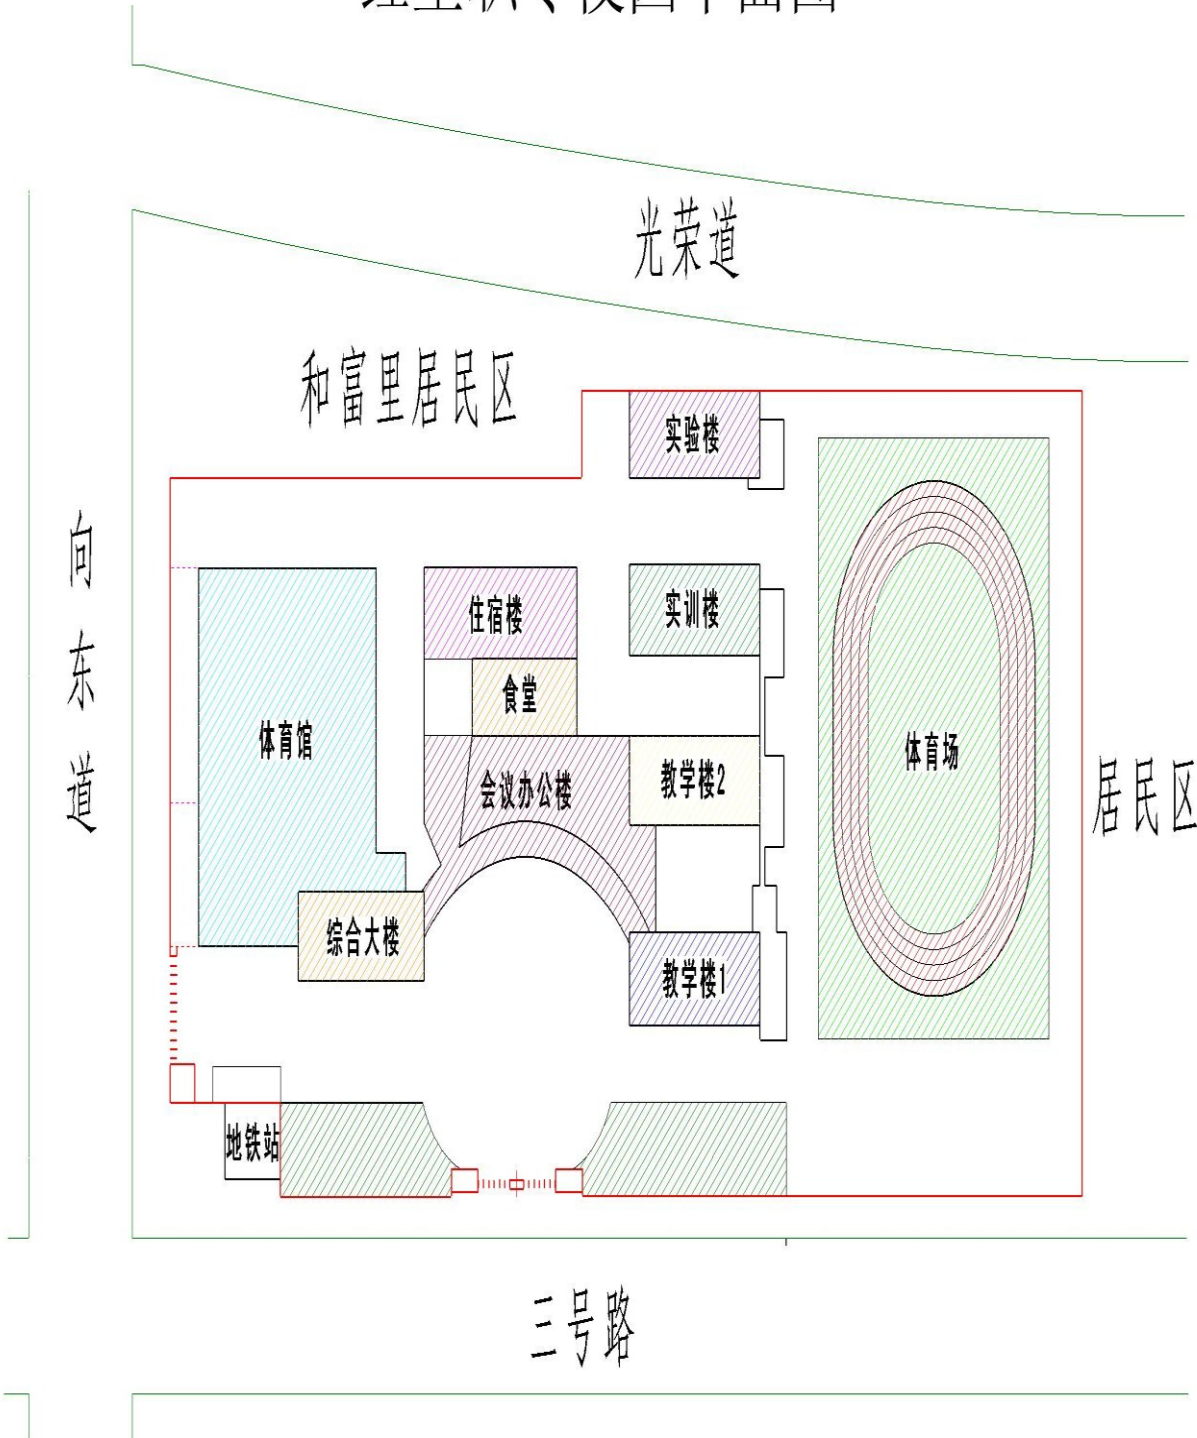 光荣道
和富里居民区
实验楼
向东道
住宿楼
实训楼
食堂
体育馆
会议办公楼
教学楼2
体育场
居民区
综合大楼
教学楼1
地铁站
三号路